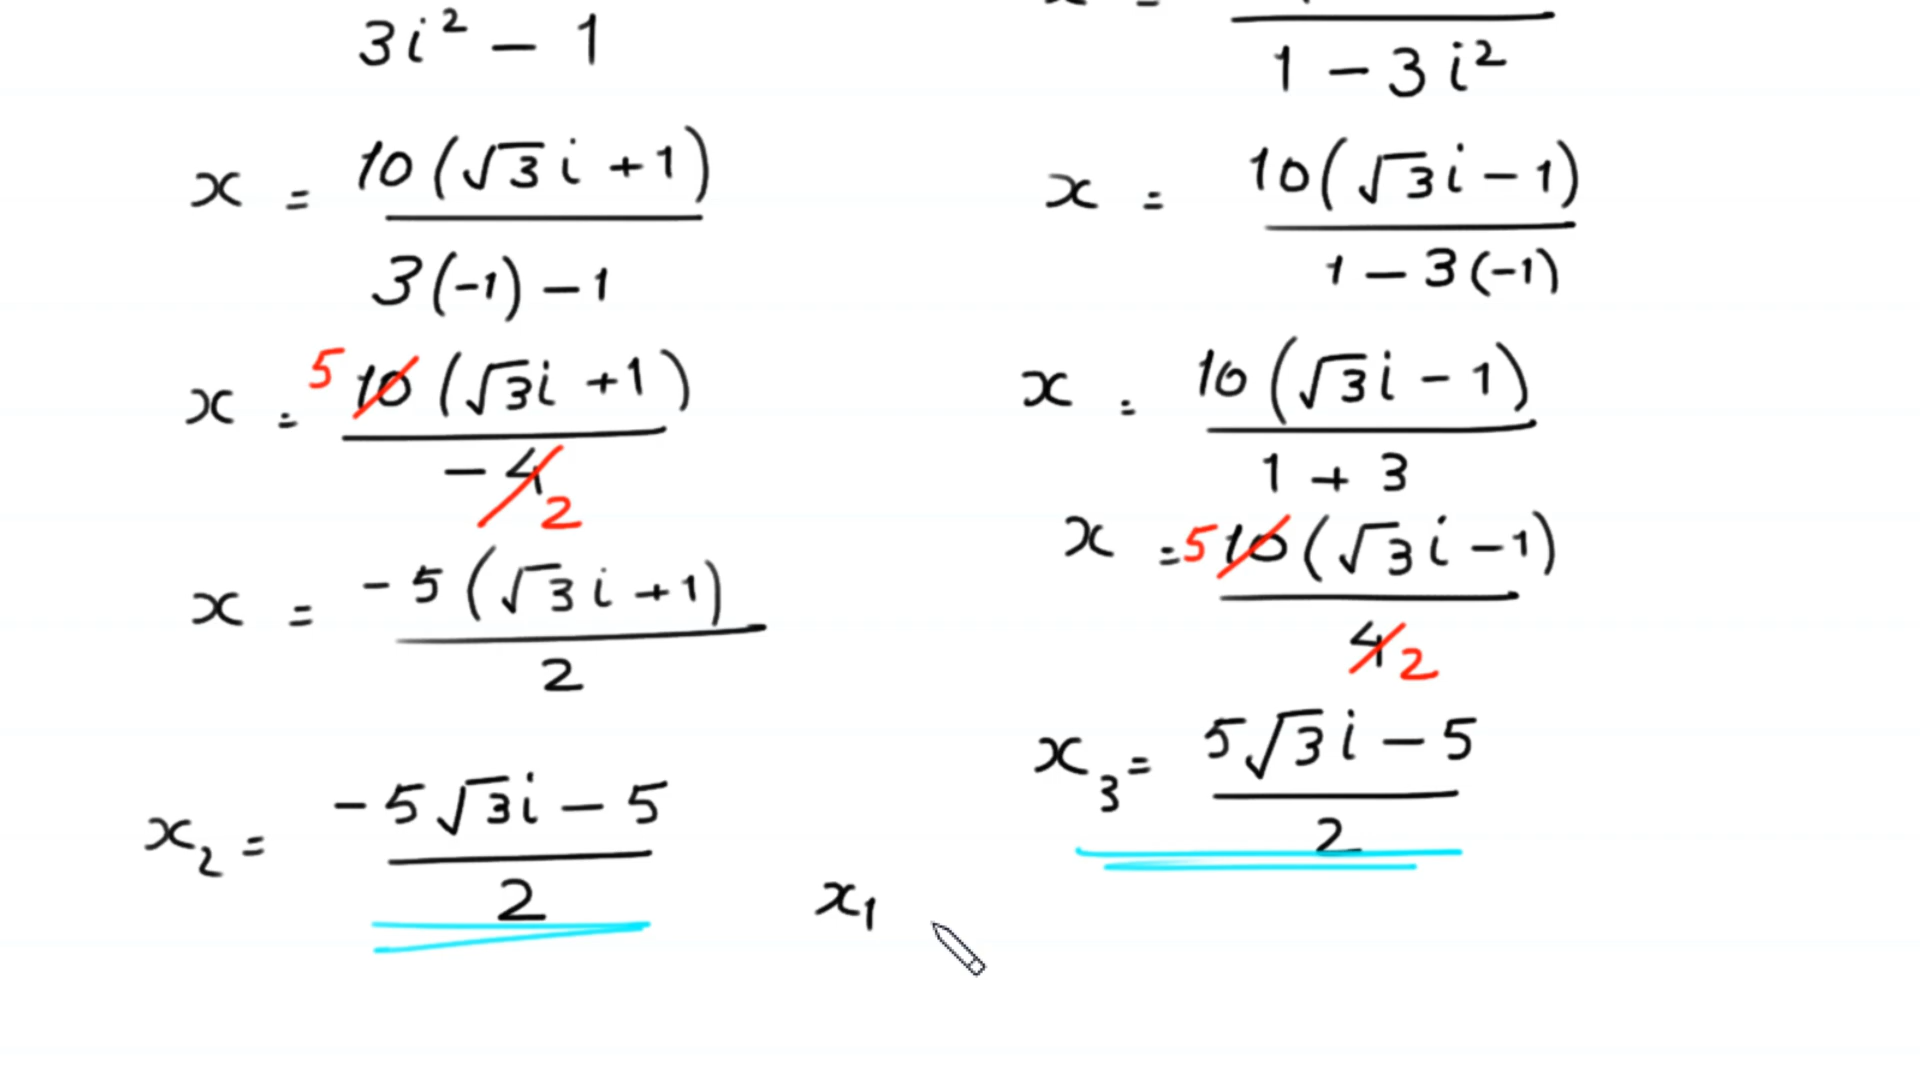 3i² - 1
x = 10(√3 i + 1) / 3(-1) - 1
x = 5 10(√3i + 1) / -4 2
x = -5(√3 i + 1) / 2
x₂ = -5√3i - 5 / 2
x₁
1 - 3i²
x = 10(√3i - 1) / 1 - 3(-1)
x = 10(√3i - 1) / 1 + 3
x = 5 10(√3i - 1) / 4 2
x₃ = 5√3i - 5 / 2